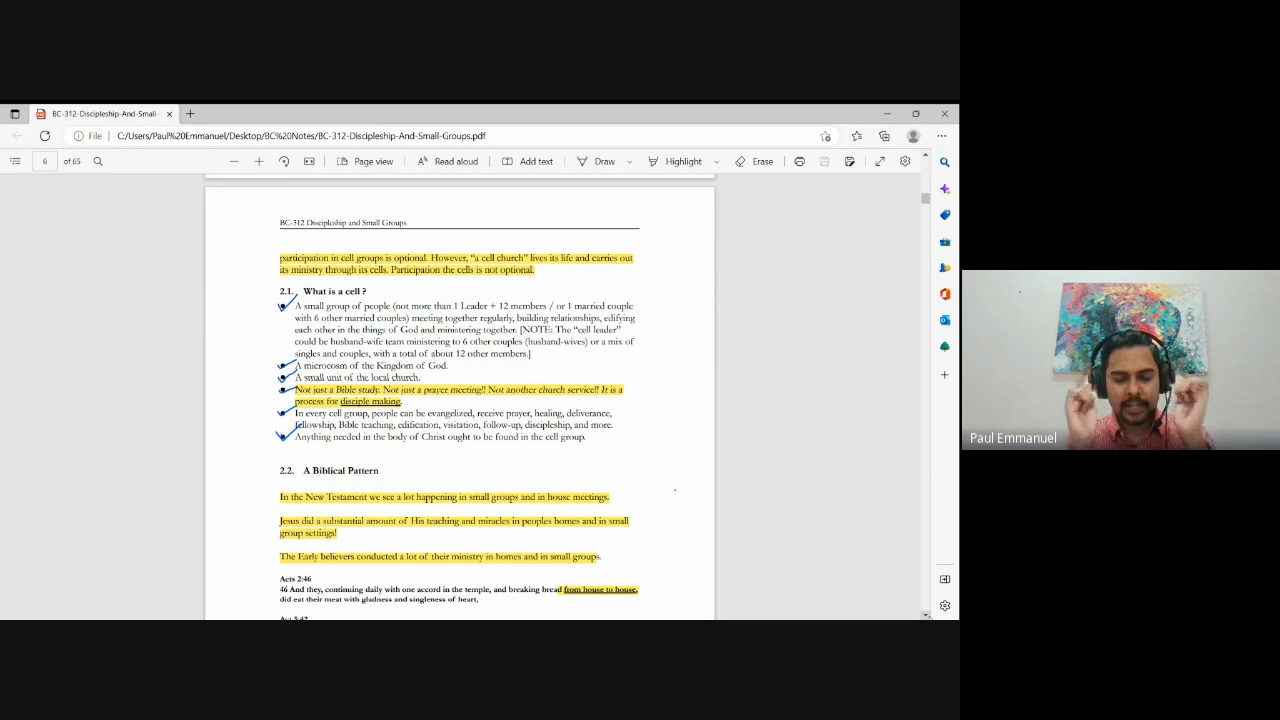 BC-312-Discipleship-And-Small-
File C:/Users/Paul%20Emmanuel/Desktop/BC%20Notes/BC-312-Discipleship-And-Small-Groups.pdf
6 of 65 Page view Read aloud Add text Draw Highlight Erase
BC-312 Discipleship and Small Groups
participation in cell groups is optional. However, “a cell church” lives its life and carries out
its ministry through its cells. Participation the cells is not optional.
2.1. What is a cell ?
A small group of people (not more than 1 Leader + 12 members / or 1 married couple
with 6 other married couples) meeting together regularly, building relationships, edifying
each other in the things of God and ministering together. [NOTE: The “cell leader”
could be husband-wife team ministering to 6 other couples (husband-wives) or a mix of
singles and couples, with a total of about 12 other members.]
A microcosm of the Kingdom of God.
A small unit of the local church.
Not just a Bible study. Not just a prayer meeting!! Not another church service!! It is a
process for disciple making.
In every cell group, people can be evangelized, receive prayer, healing, deliverance,
fellowship, Bible teaching, edification, visitation, follow-up, discipleship, and more.
Anything needed in the body of Christ ought to be found in the cell group.
2.2. A Biblical Pattern
In the New Testament we see a lot happening in small groups and in house meetings.
Jesus did a substantial amount of His teaching and miracles in peoples homes and in small
group settings!
The Early believers conducted a lot of their ministry in homes and in small groups.
Acts 2:46
46 And they, continuing daily with one accord in the temple, and breaking bread from house to house,
did eat their meat with gladness and singleness of heart,
Paul Emmanuel